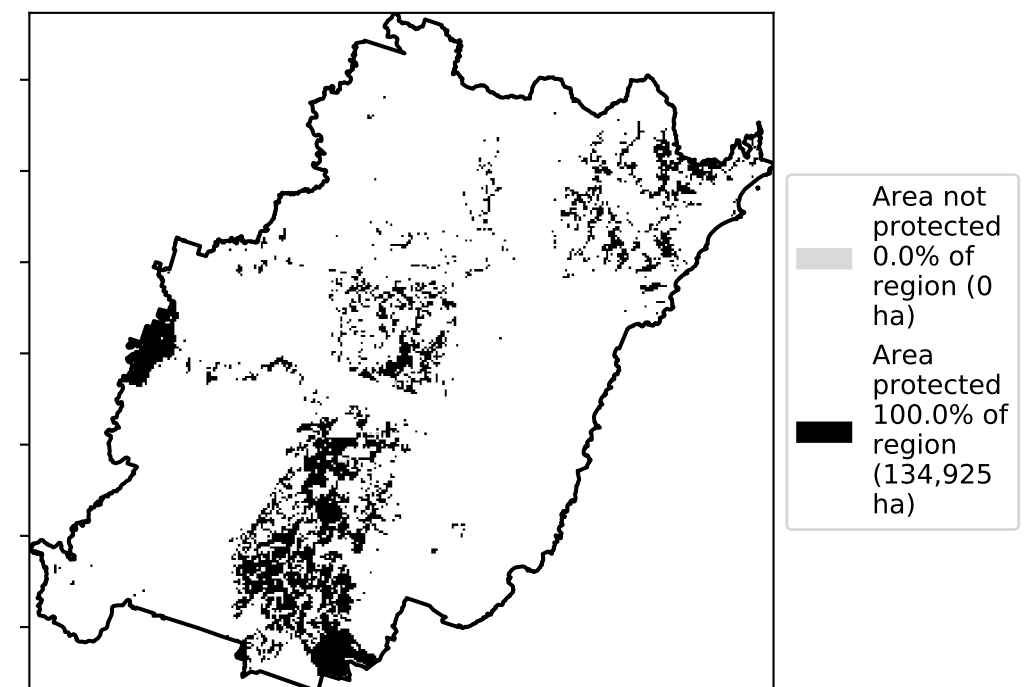 Area not
protected
0.0% of
region (0
ha)
Area
protected
100.0% of
region
(134,925
ha)